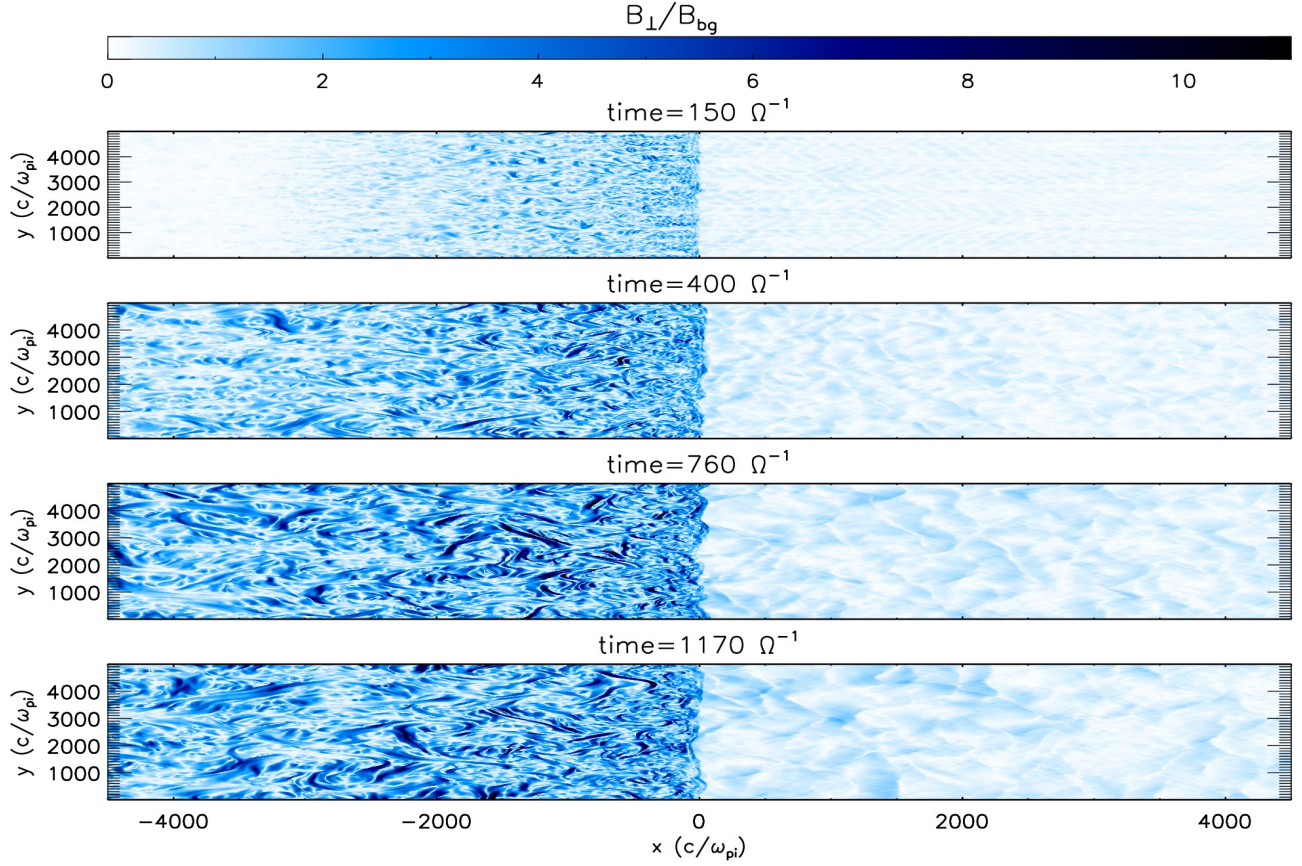 B⊥/Bbg
0 2 4 6 8 10
time=150 Ω⁻¹
y (c/ωpi)
4000
3000
2000
1000
time=400 Ω⁻¹
y (c/ωpi)
4000
3000
2000
1000
time=760 Ω⁻¹
y (c/ωpi)
4000
3000
2000
1000
time=1170 Ω⁻¹
y (c/ωpi)
4000
3000
2000
1000
−4000 −2000 0 2000 4000
x (c/ωpi)